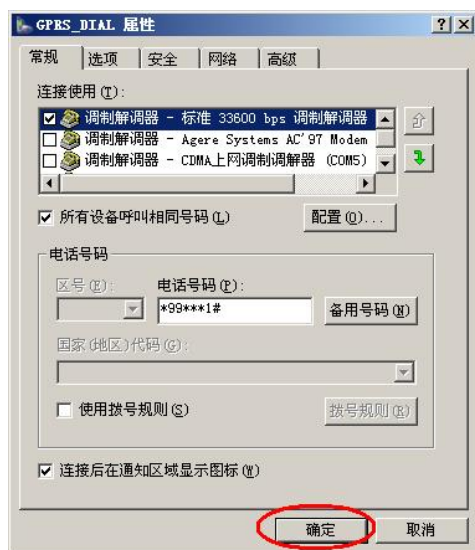 GPRS_DIAL 属性
常规 选项 安全 网络 高级
连接使用(T):
调制解调器 - 标准 33600 bps 调制解调器
调制解调器 - Agere Systems AC'97 Modem
调制解调器 - CDMA上网调制调解器 (COM5)
所有设备呼叫相同号码(L) 配置(O)...
电话号码
区号(E): 电话号码(P):
*99***1# 备用号码(N)
国家(地区)代码(G):
使用拨号规则(S) 拨号规则(R)
连接后在通知区域显示图标(W)
确定 取消